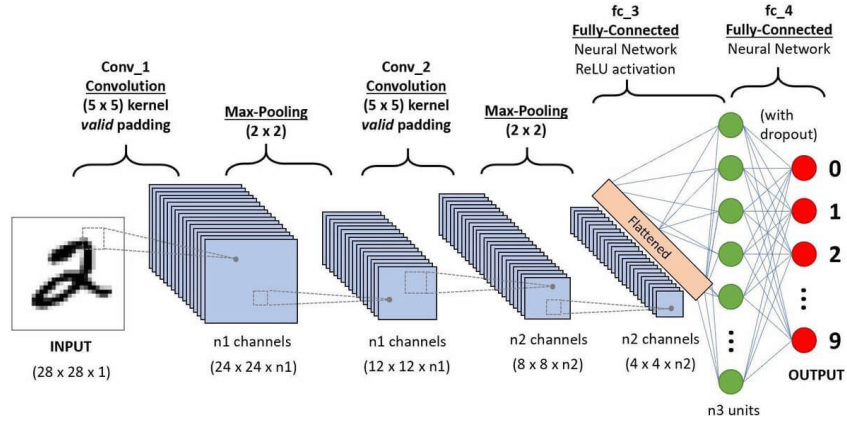 fc_3
Fully-Connected
Neural Network
ReLU activation
fc_4
Fully-Connected
Neural Network
Conv_1
Convolution
(5 x 5) kernel
valid padding
Max-Pooling
(2 x 2)
Conv_2
Convolution
(5 x 5) kernel
valid padding
Max-Pooling
(2 x 2)
(with
dropout)
Flattened
0
1
2
9
INPUT
(28 x 28 x 1)
n1 channels
(24 x 24 x n1)
n1 channels
(12 x 12 x n1)
n2 channels
(8 x 8 x n2)
n2 channels
(4 x 4 x n2)
OUTPUT
n3 units